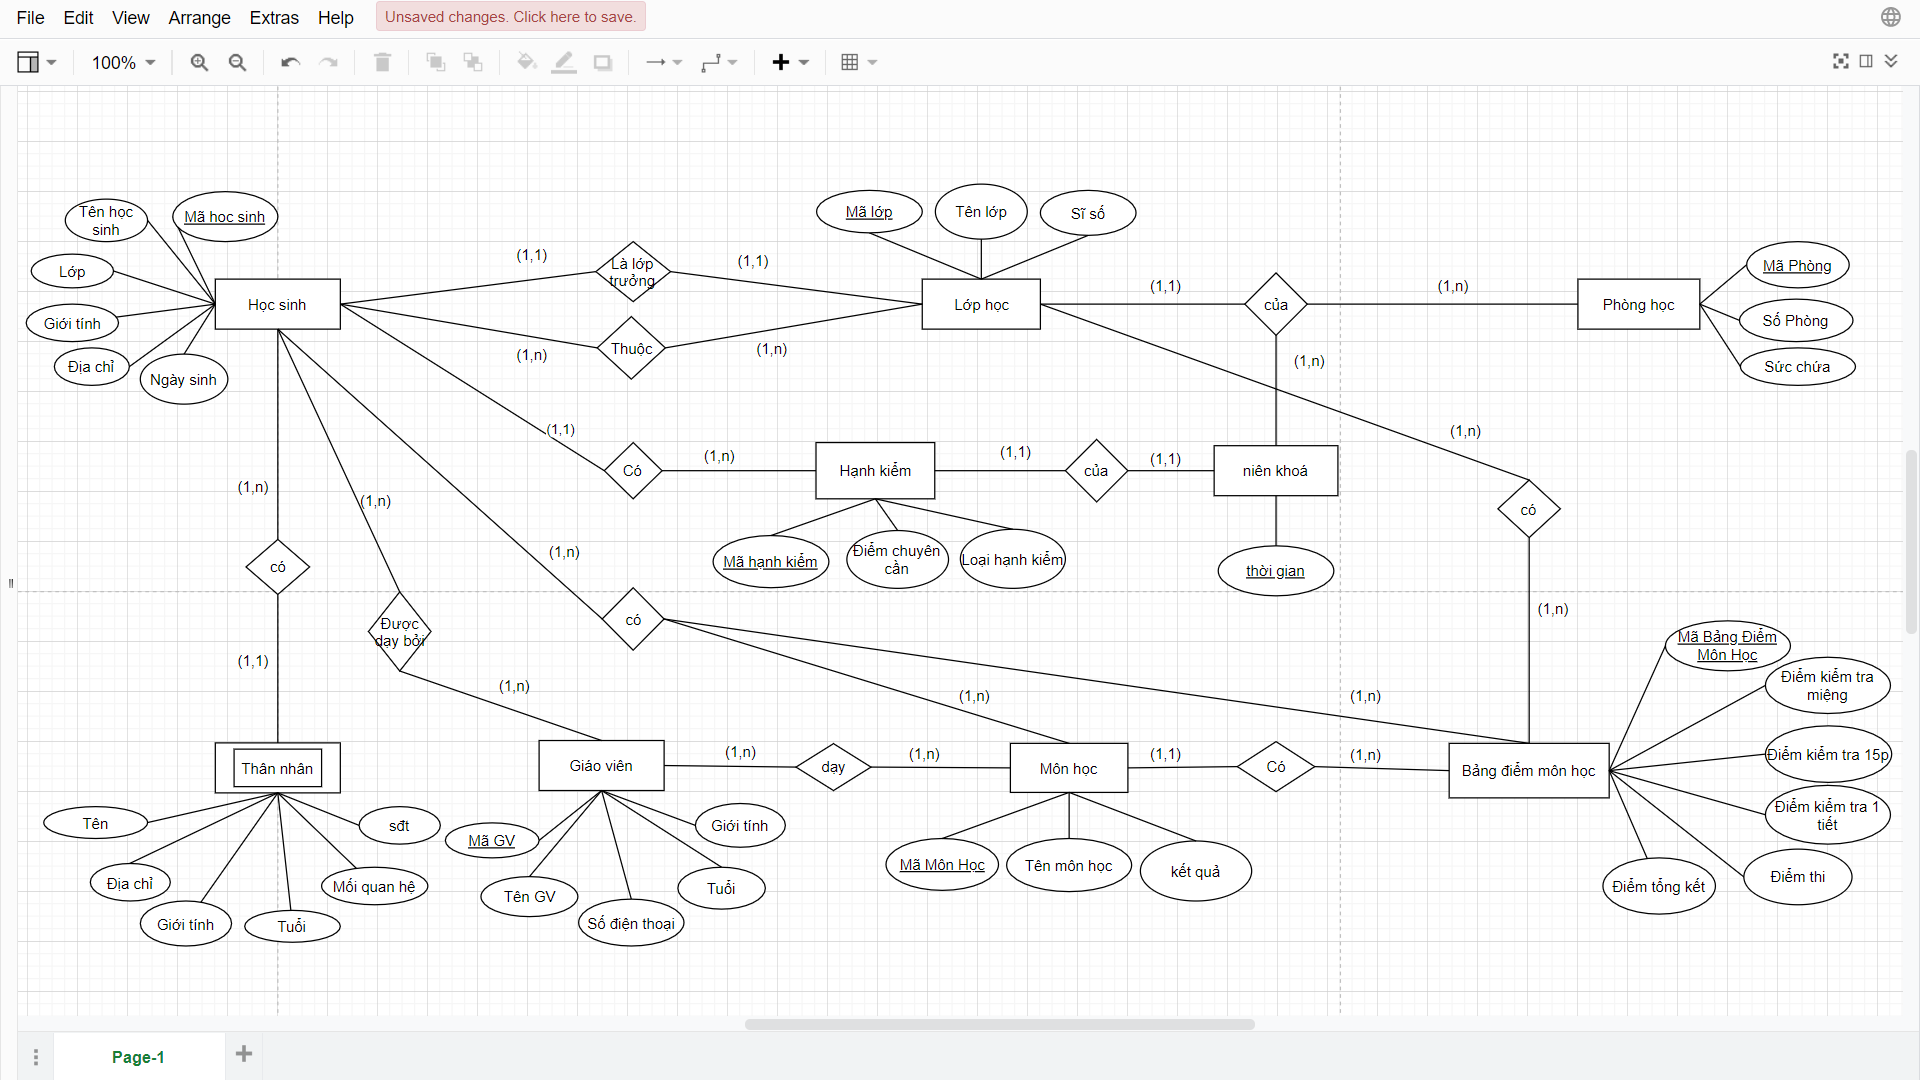 File Edit View Arrange Extras Help Unsaved changes. Click here to save.
100%
Tên học
sinh
Mã học sinh
Lớp
Giới tính
Địa chỉ
Ngày sinh
Học sinh
(1,1)
Là lớp
trưởng
(1,1)
(1,n)
Thuộc
(1,n)
Mã lớp
Tên lớp
Sĩ số
Lớp học
(1,1)
của
(1,n)
Phòng học
Mã Phòng
Số Phòng
Sức chứa
(1,n)
(1,1)
Có
(1,n)
Hạnh kiểm
(1,1)
của
(1,1)
niên khoá
(1,n)
có
Mã hạnh kiểm
Điểm chuyên
cần
Loại hạnh kiểm
thời gian
(1,n)
(1,n)
(1,n)
có
Được
dạy bởi
có
(1,n)
(1,1)
(1,n)
(1,n)
(1,n)
Mã Bảng Điểm
Môn Học
Điểm kiểm tra
miệng
Điểm kiểm tra 15p
Điểm kiểm tra 1
tiết
Điểm thi
Điểm tổng kết
Thân nhân
Giáo viên
(1,n)
dạy
(1,n)
Môn học
(1,1)
Có
(1,n)
Bảng điểm môn học
Tên
Địa chỉ
Giới tính
Tuổi
Mối quan hệ
sđt
Mã GV
Tên GV
Số điện thoại
Tuổi
Giới tính
Mã Môn Học
Tên môn học
kết quả
Page-1